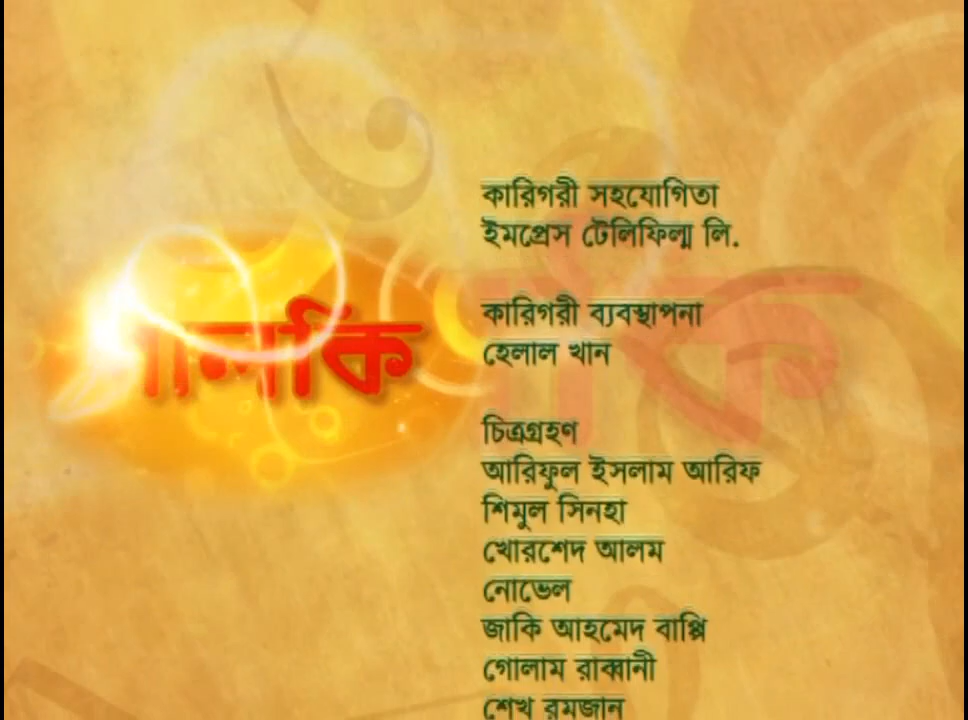 কারিগরী সহযোগিতা
ইমপ্রেস টেলিফিল্ম লি.
কারিগরী ব্যবস্থাপনা
হেলাল খান
চিত্রগ্রহণ
আরিফুল ইসলাম আরিফ
শিমুল সিনহা
খোরশেদ আলম
নোভেল
জাকি আহমেদ বাপ্পি
গোলাম রাব্বানী
শেখ রমজান